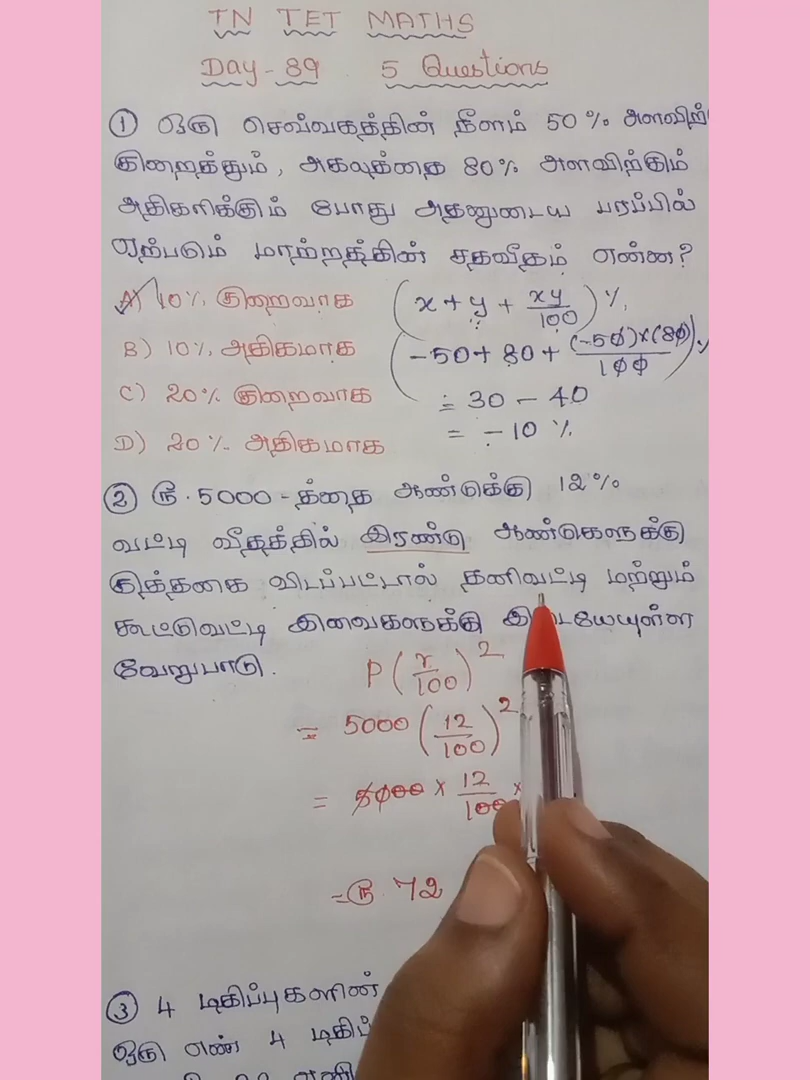 TN TET MATHS
Day - 89 5 Questions
① ஒரு செவ்வகத்தின் நீளம் 50% அளவிற்
குறைத்தும், அகலத்தை 80% அளவிற்கும்
அதிகரிக்கும் போது அதனுடைய பரப்பில்
ஏற்படும் மாற்றத்தின் சதவீதம் என்ன?
A) 10% குறைவாக (x + y + xy/100) %
B) 10% அதிகமாக (-50 + 80 + (-50)×(80)/100)%
C) 20% குறைவாக = 30 - 40
D) 20% அதிகமாக = -10 %
② ரூ. 5000-த்தை ஆண்டுக்கு 12%
வட்டி வீதத்தில் இரண்டு ஆண்டுகளுக்கு
குத்தகை விடப்பட்டால் தனிவட்டி மற்றும்
கூட்டுவட்டி இவைகளுக்கு
வேறுபாடு. P(r/100)²
= 5000 (12/100)²
= 5000 × 12/100 ×
= ரூ. 72
③ 4
ஒரு எண் 4